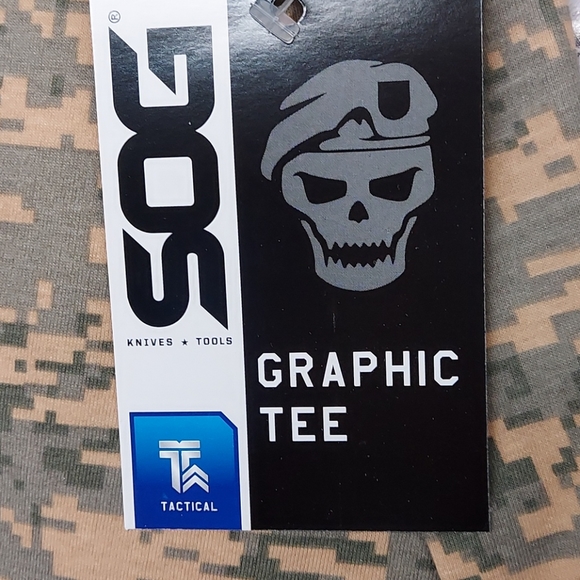 SOG®
KNIVES ★ TOOLS
GRAPHIC
TEE
TACTICAL